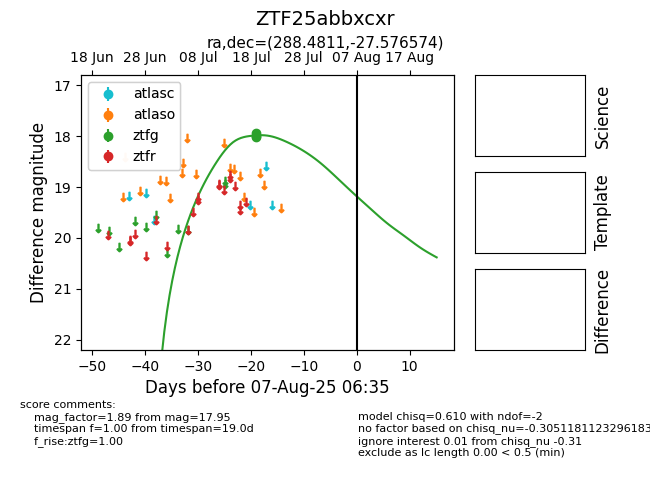 ZTF25abbxcxr
ra,dec=(288.4811,-27.576574)
18 Jun 28 Jun 08 Jul 18 Jul 28 Jul 07 Aug 17 Aug
17
18
19
20
21
22
Difference magnitude
atlasc
atlaso
ztfg
ztfr
−50 −40 −30 −20 −10 0 10
Days before 07-Aug-25 06:35
Science
Template
Difference
score comments:
mag_factor=1.89 from mag=17.95
timespan f=1.00 from timespan=19.0d
f_rise:ztfg=1.00
model chisq=0.610 with ndof=-2
no factor based on chisq_nu=-0.3051181123296183
ignore interest 0.01 from chisq_nu -0.31
exclude as lc length 0.00 < 0.5 (min)